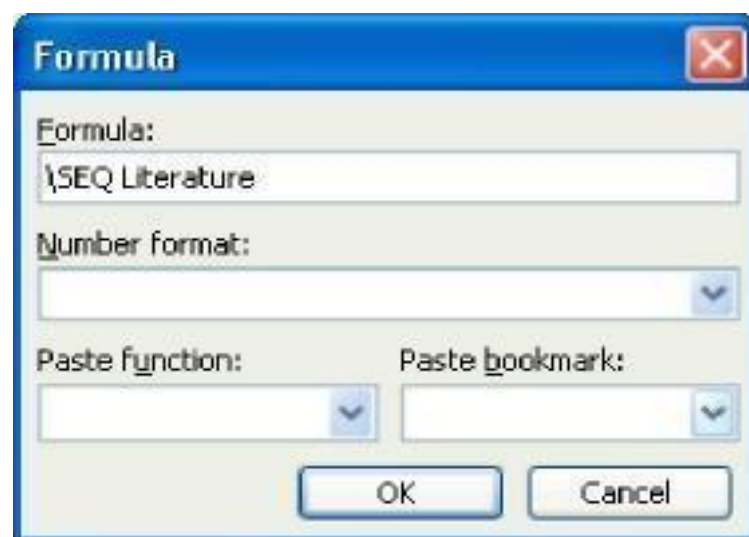 Formula
Formula:
\SEQ Literature
Number format:
Paste function:
Paste bookmark:
OK
Cancel